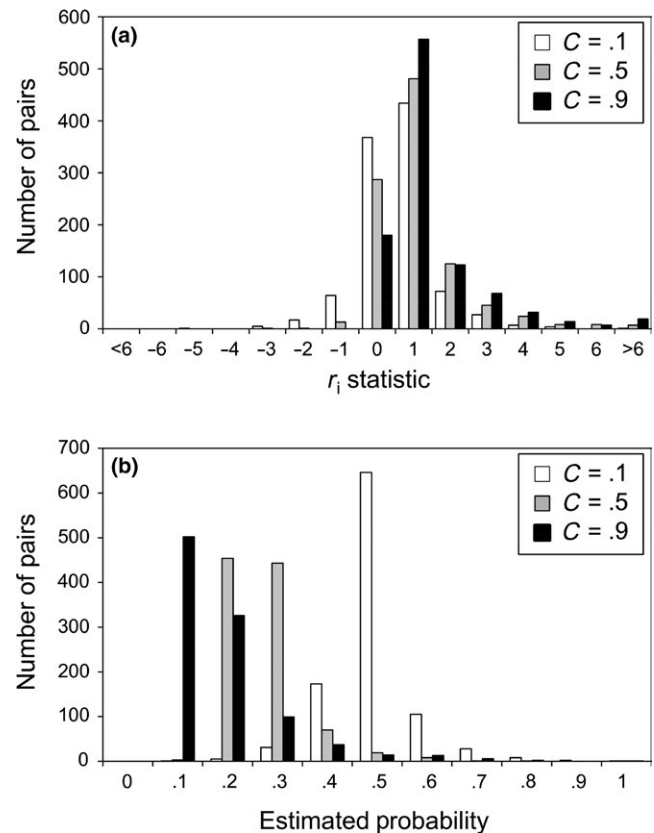 (a)
C = .1
C = .5
C = .9
Number of pairs
600
500
400
300
200
100
0
<6 −6 −5 −4 −3 −2 −1 0 1 2 3 4 5 6 >6
ri statistic
(b)
C = .1
C = .5
C = .9
Number of pairs
700
600
500
400
300
200
100
0
0 .1 .2 .3 .4 .5 .6 .7 .8 .9 1
Estimated probability